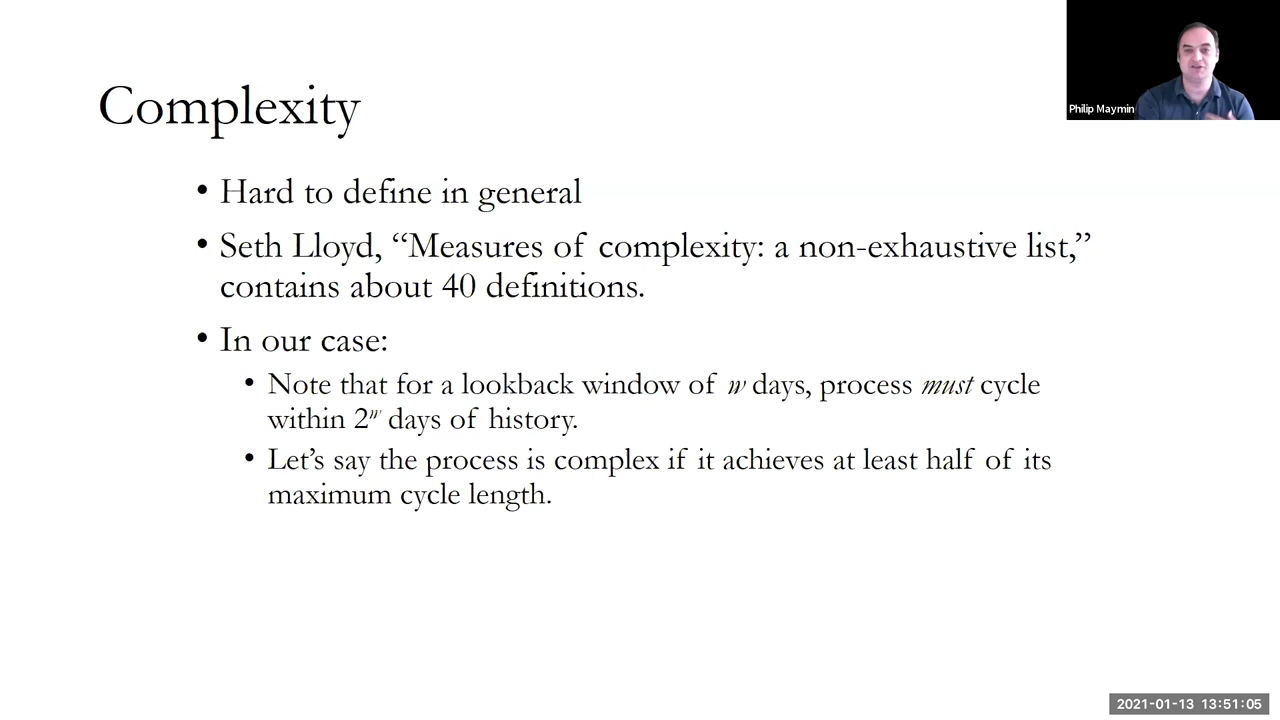 Complexity
• Hard to define in general
• Seth Lloyd, “Measures of complexity: a non-exhaustive list,”
contains about 40 definitions.
• In our case:
• Note that for a lookback window of w days, process must cycle
within 2ʷ days of history.
• Let’s say the process is complex if it achieves at least half of its
maximum cycle length.
Philip Maymin
2021-01-13 13:51:05